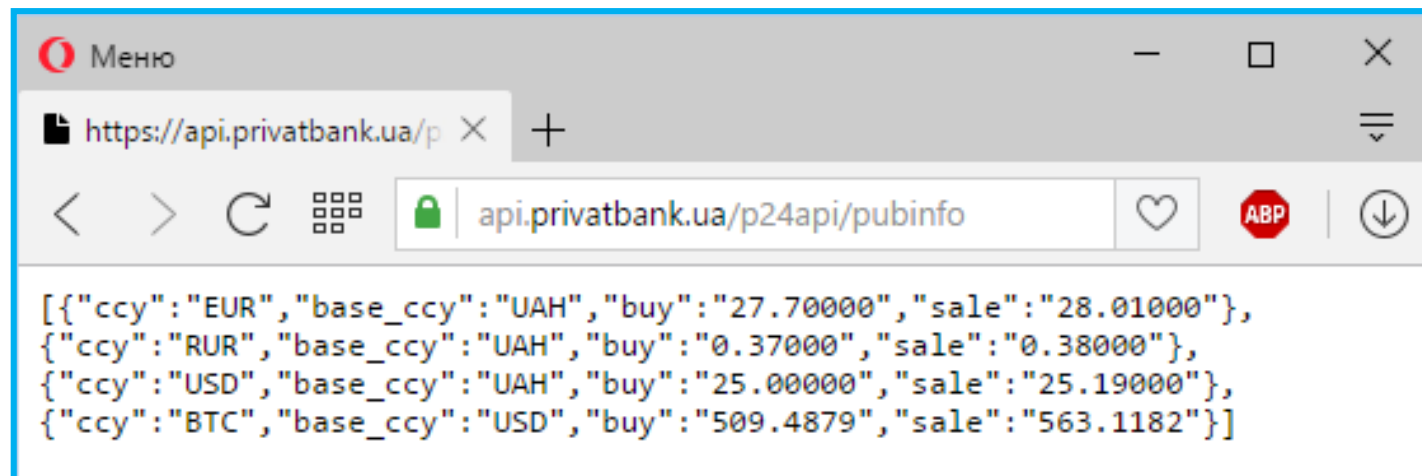 Меню
https://api.privatbank.ua/p
api.privatbank.ua/p24api/pubinfo
ABP
[{"ccy":"EUR","base_ccy":"UAH","buy":"27.70000","sale":"28.01000"},
{"ccy":"RUR","base_ccy":"UAH","buy":"0.37000","sale":"0.38000"},
{"ccy":"USD","base_ccy":"UAH","buy":"25.00000","sale":"25.19000"},
{"ccy":"BTC","base_ccy":"USD","buy":"509.4879","sale":"563.1182"}]